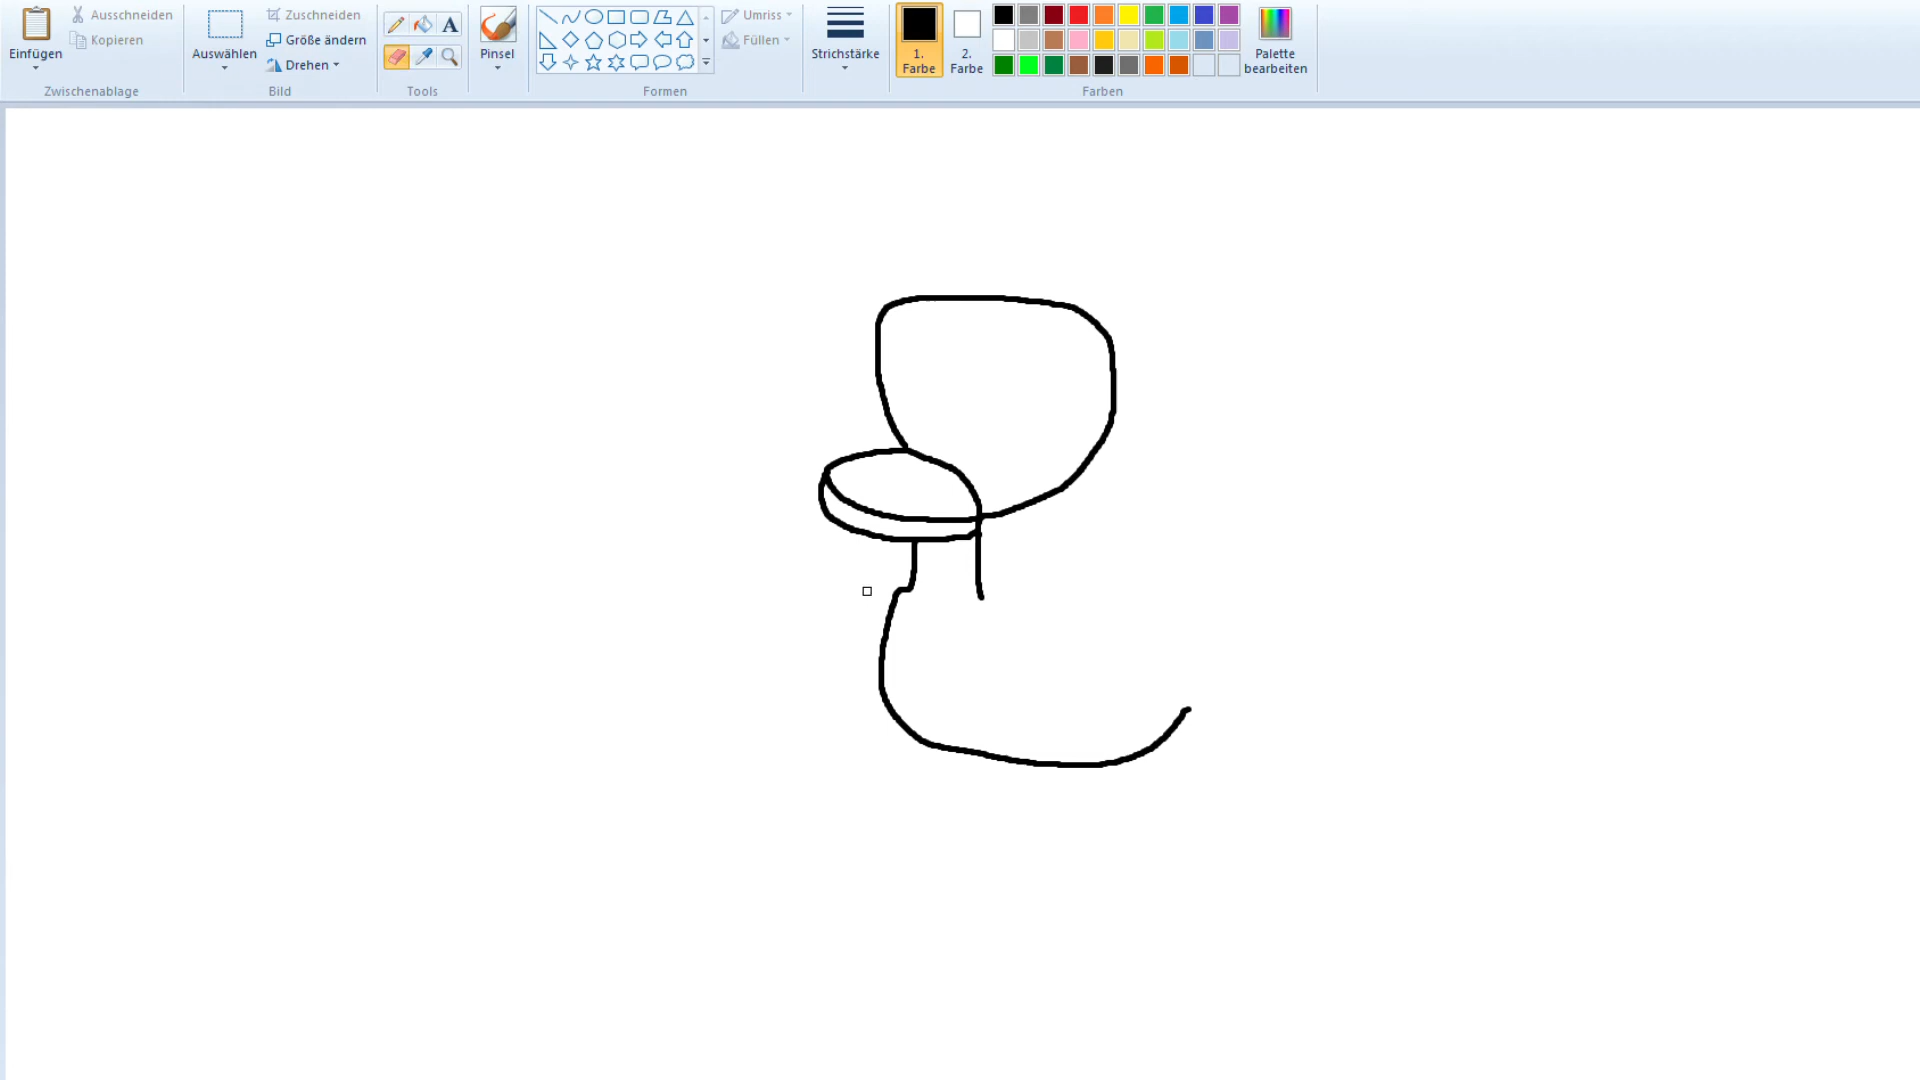 Einfügen
Ausschneiden
Kopieren
Zwischenablage
Auswählen
Zuschneiden
Größe ändern
Drehen
Bild
A
Tools
Pinsel
Formen
Umriss
Füllen
Strichstärke
1.
Farbe
2.
Farbe
Palette
bearbeiten
Farben